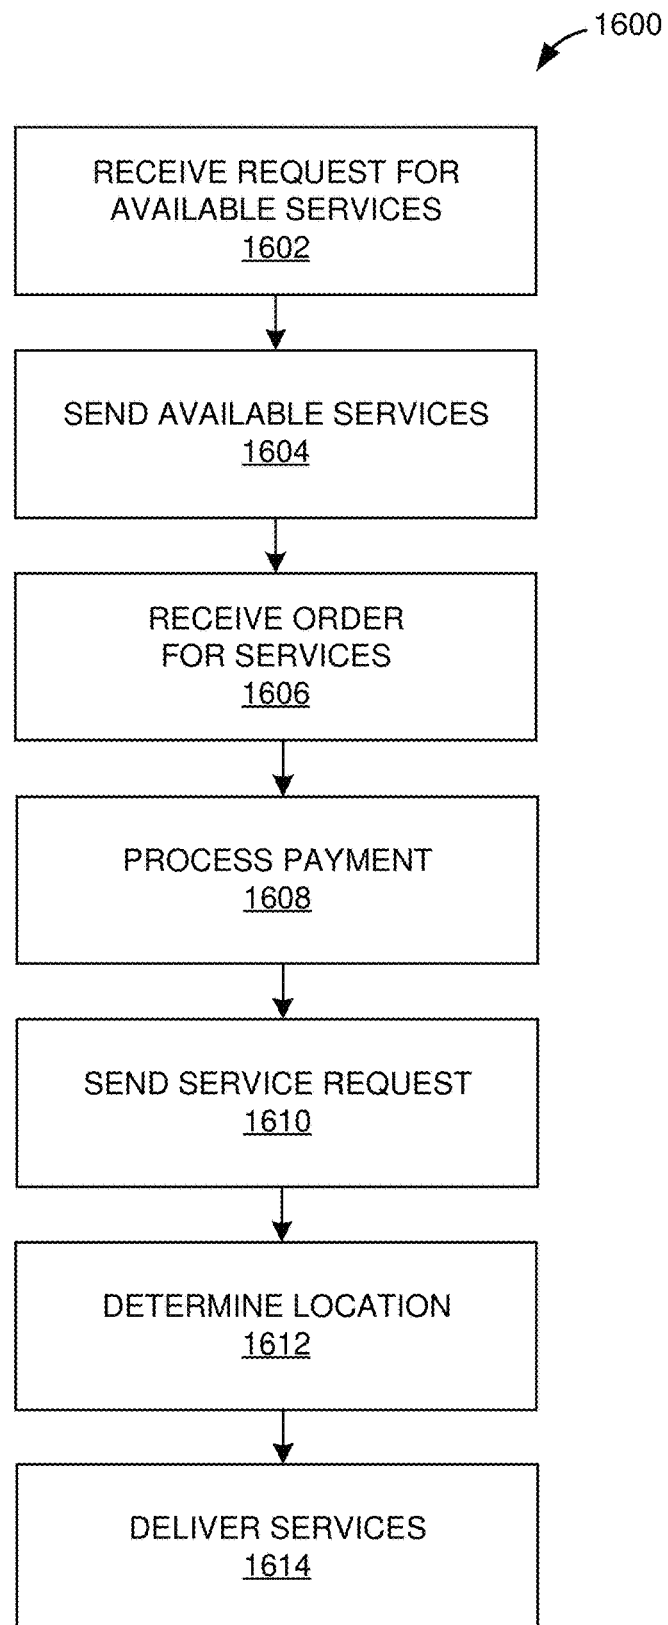 1600
RECEIVE REQUEST FOR
AVAILABLE SERVICES
1602
SEND AVAILABLE SERVICES
1604
RECEIVE ORDER
FOR SERVICES
1606
PROCESS PAYMENT
1608
SEND SERVICE REQUEST
1610
DETERMINE LOCATION
1612
DELIVER SERVICES
1614